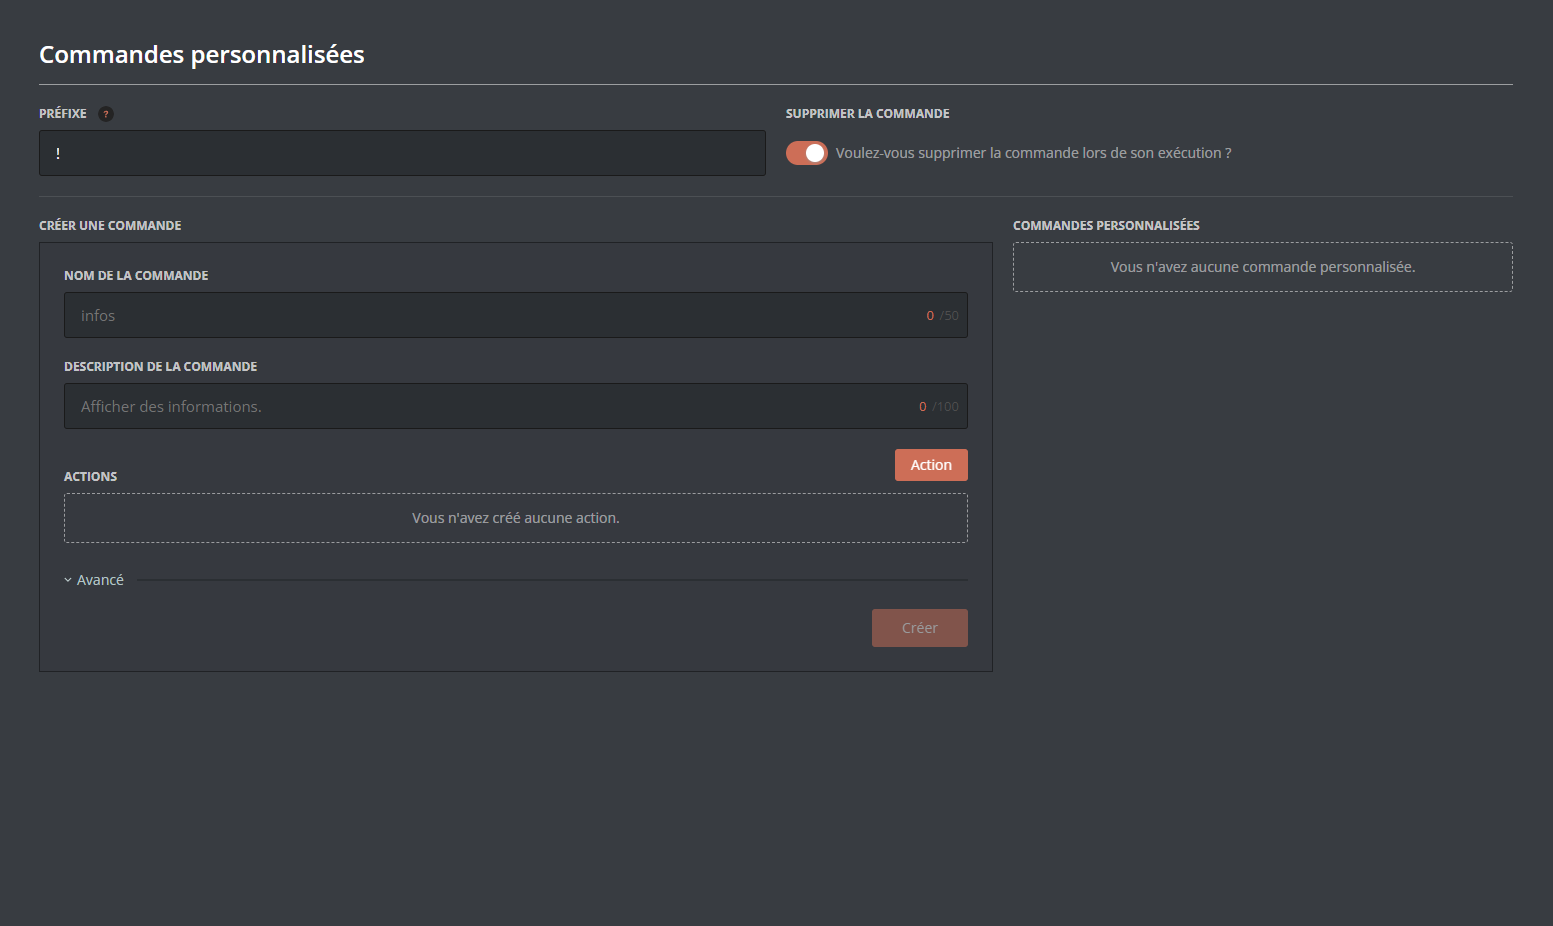 Commandes personnalisées
PRÉFIXE ?
!
SUPPRIMER LA COMMANDE
Voulez-vous supprimer la commande lors de son exécution ?
CRÉER UNE COMMANDE
NOM DE LA COMMANDE
infos 0 /50
DESCRIPTION DE LA COMMANDE
Afficher des informations. 0 /100
Action
ACTIONS
Vous n'avez créé aucune action.
Avancé
Créer
COMMANDES PERSONNALISÉES
Vous n'avez aucune commande personnalisée.